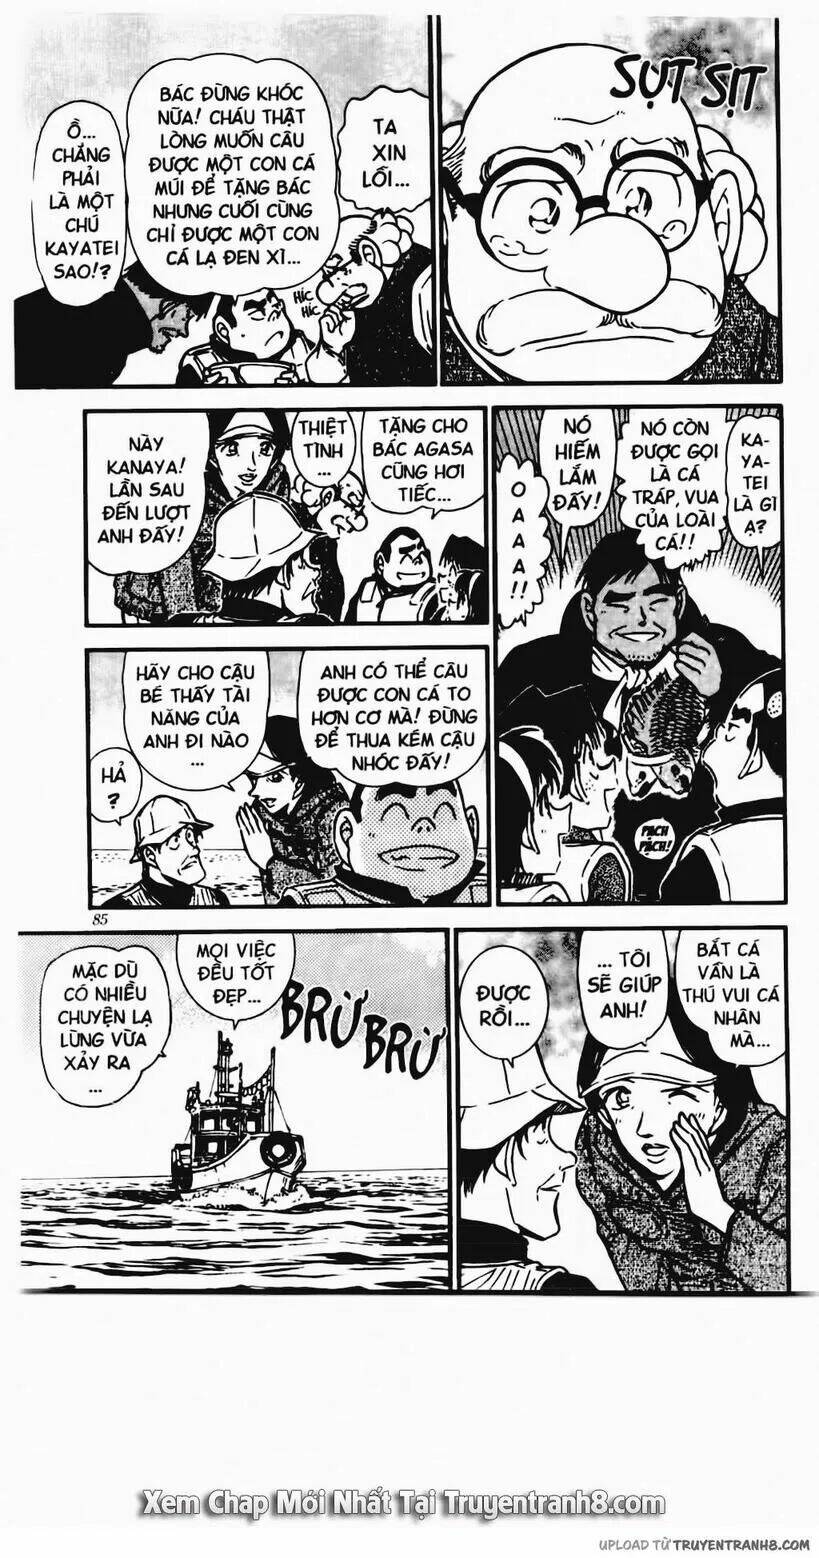 SỤT SỊT
TA
XIN
LỖI...
BÁC ĐỪNG KHÓC
NỮA! CHÁU THẬT
LÒNG MUỐN CÂU
ĐƯỢC MỘT CON CÁ
MÚI ĐỂ TẶNG BÁC
NHƯNG CUỐI CÙNG
CHỈ ĐƯỢC MỘT CON
CÁ LẠ ĐEN XÌ...
HÍC
HÍC
Ồ...
CHẲNG
PHẢI
LÀ MỘT
CHÚ
KAYATEI
SAO!?
KA-
YA-
TEI
LÀ GÌ
Ạ?
NÓ CÒN
ĐƯỢC GỌI
LÀ CÁ
TRÁP, VUA
CỦA LOÀI
CÁ!!
NÓ
HIẾM
LẮM
ĐẤY!
O
A
A
A
A
!!
PẠCH
PẠCH!
TẶNG CHO
BÁC AGASA
CŨNG HƠI
TIẾC...
THIỆT
TÌNH
...
NÀY
KANAYA!
LẦN SAU
ĐẾN LƯỢT
ANH ĐẤY!
ANH CÓ THỂ CÂU
ĐƯỢC CON CÁ TO
HƠN CƠ MÀ! ĐỪNG
ĐỂ THUA KÉM CẬU
NHÓC ĐẤY!
HÃY CHO CẬU
BÉ THẤY TÀI
NĂNG CỦA
ANH ĐI NÀO
...
HẢ
?
85
BẮT CÁ
VẪN LÀ
THÚ VUI CÁ
NHÂN
MÀ...
... TÔI
SẼ GIÚP
ANH!
ĐƯỢC
RỒI...
BRỪ BRỪ
MỌI VIỆC
ĐỀU TỐT
ĐẸP...
MẶC DÙ
CÓ NHIỀU
CHUYỆN LẠ
LÙNG VỪA
XẢY RA
...
Xem Chap Mới Nhất Tại Truyentranh8.com
UPLOAD TỪ TRUYENTRANH8.COM